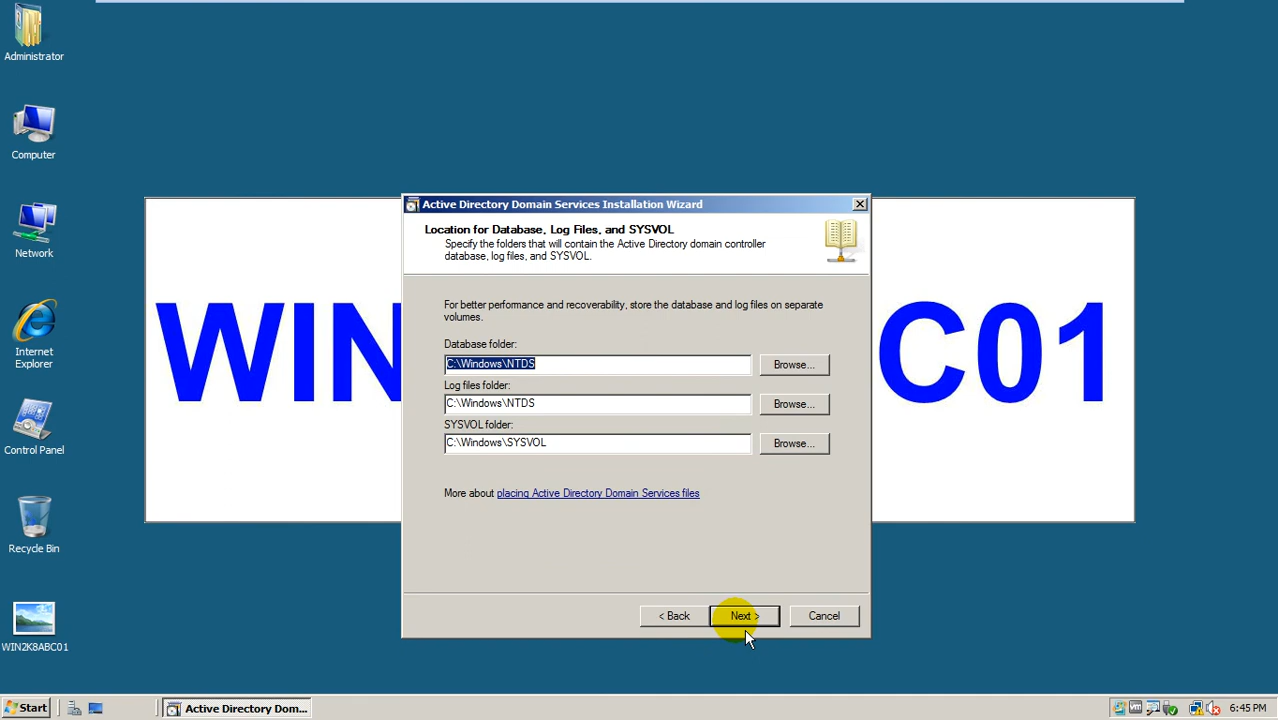 Administrator
Computer
Network
Internet
Explorer
Control Panel
Recycle Bin
WIN2K8ABC01
WIN
C01
Active Directory Domain Services Installation Wizard
Location for Database, Log Files, and SYSVOL
Specify the folders that will contain the Active Directory domain controller
database, log files, and SYSVOL.
For better performance and recoverability, store the database and log files on separate
volumes.
Database folder:
C:\Windows\NTDS
Browse...
Log files folder:
C:\Windows\NTDS
Browse...
SYSVOL folder:
C:\Windows\SYSVOL
Browse...
More about placing Active Directory Domain Services files
< Back
Next >
Cancel
Start
Active Directory Dom...
6:45 PM